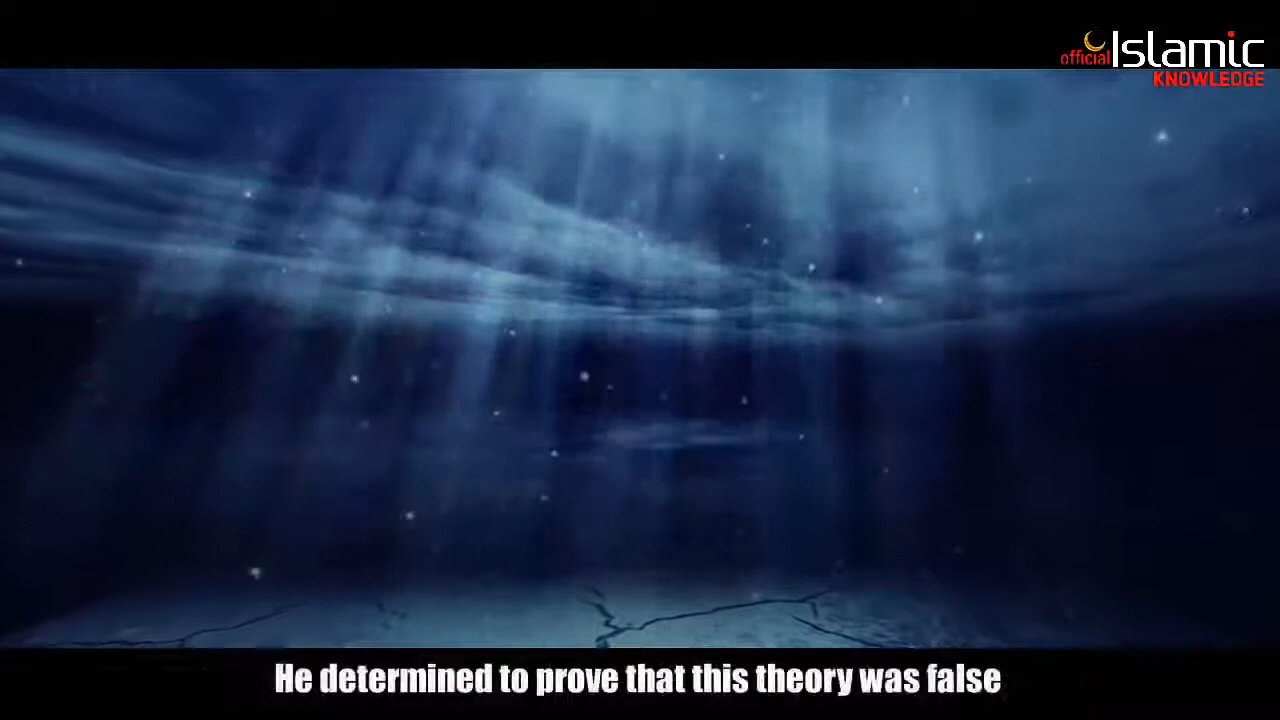 official Islamic
KNOWLEDGE
He determined to prove that this theory was false